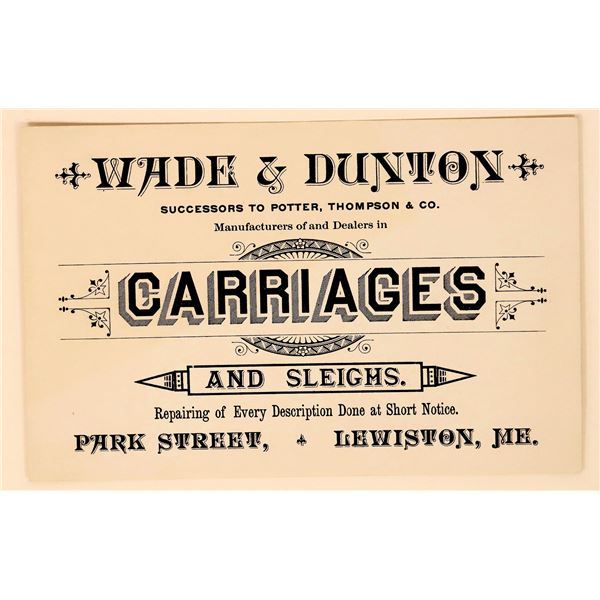 WADE & DUNTON
SUCCESSORS TO POTTER, THOMPSON & CO.
Manufacturers of and Dealers in
CARRIAGES
AND SLEIGHS.
Repairing of Every Description Done at Short Notice.
PARK STREET, LEWISTON, ME.